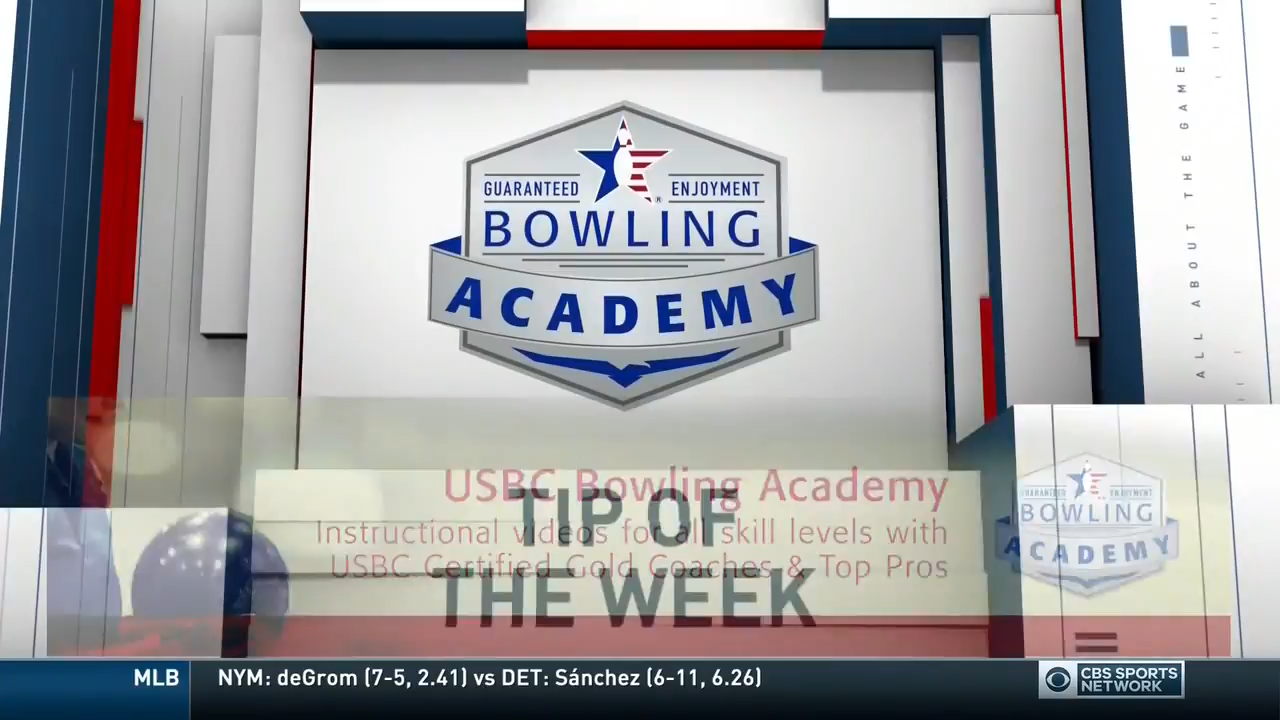 ALL ABOUT THE GAME
GUARANTEED ENJOYMENT
BOWLING
ACADEMY
USBC Bowling Academy
TIP OF
Instructional videos for all skill levels with
USBC Certified Gold Coaches & Top Pros
THE WEEK
GUARANTEED ENJOYMENT
BOWLING
ACADEMY
MLB NYM: deGrom (7-5, 2.41) vs DET: Sánchez (6-11, 6.26)
CBS SPORTS
NETWORK